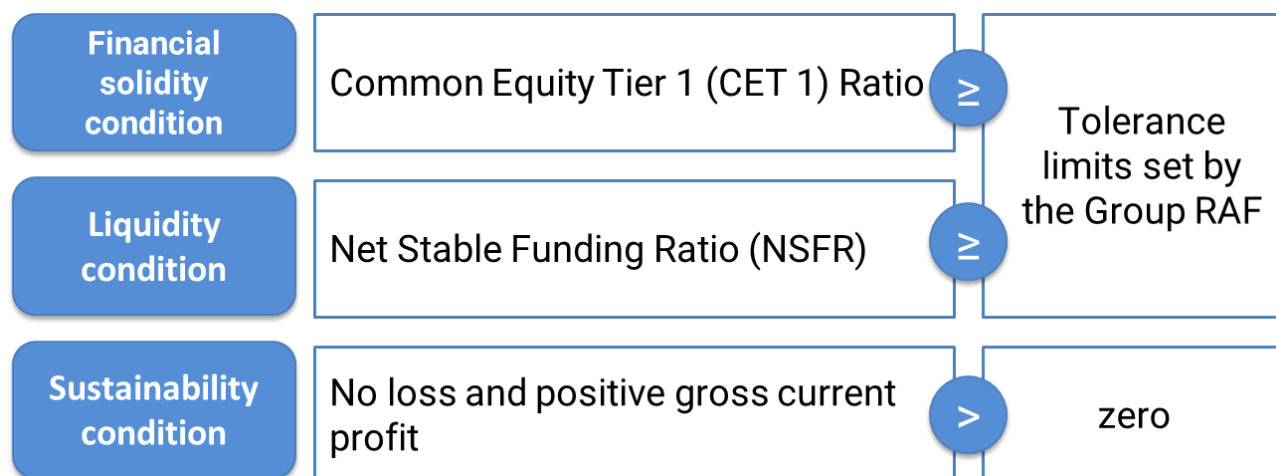 Financial
solidity
condition
Common Equity Tier 1 (CET 1) Ratio
≥
Tolerance
limits set by
the Group RAF
Liquidity
condition
Net Stable Funding Ratio (NSFR)
≥
Sustainability
condition
No loss and positive gross current
profit
>
zero